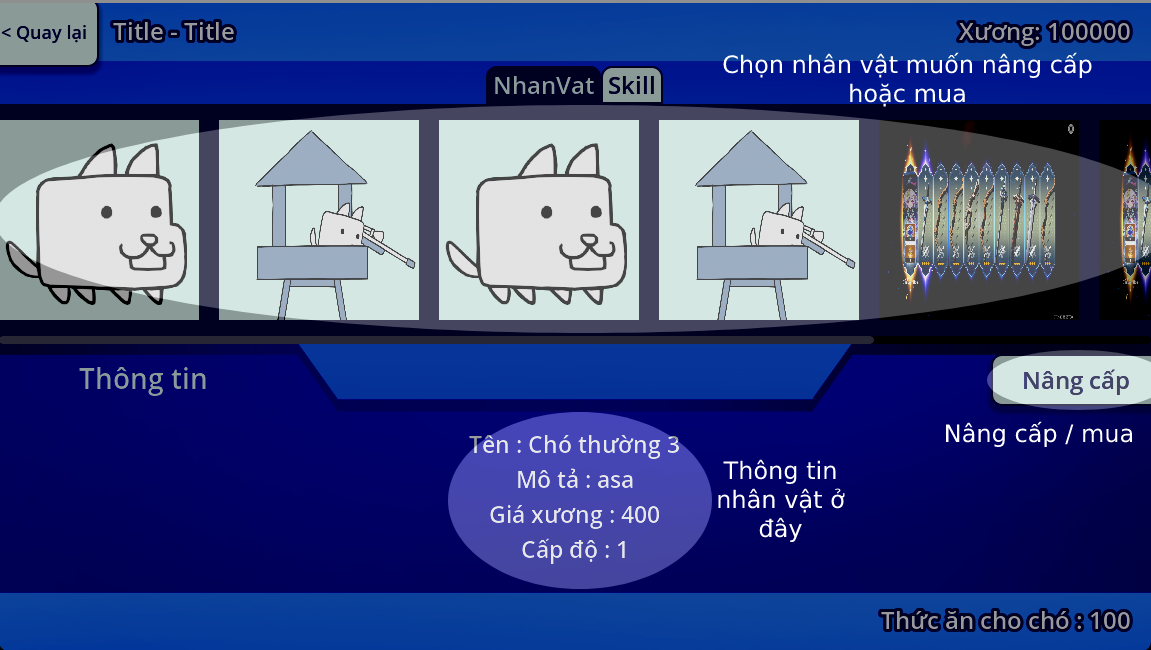 < Quay lại
Title - Title
Xương: 100000
Chọn nhân vật muốn nâng cấp
hoặc mua
NhanVat
Skill
0
Thông tin
Nâng cấp
Nâng cấp / mua
Tên : Chó thường 3
Mô tả : asa
Giá xương : 400
Cấp độ : 1
Thông tin
nhân vật ở
đây
Thức ăn cho chó : 100